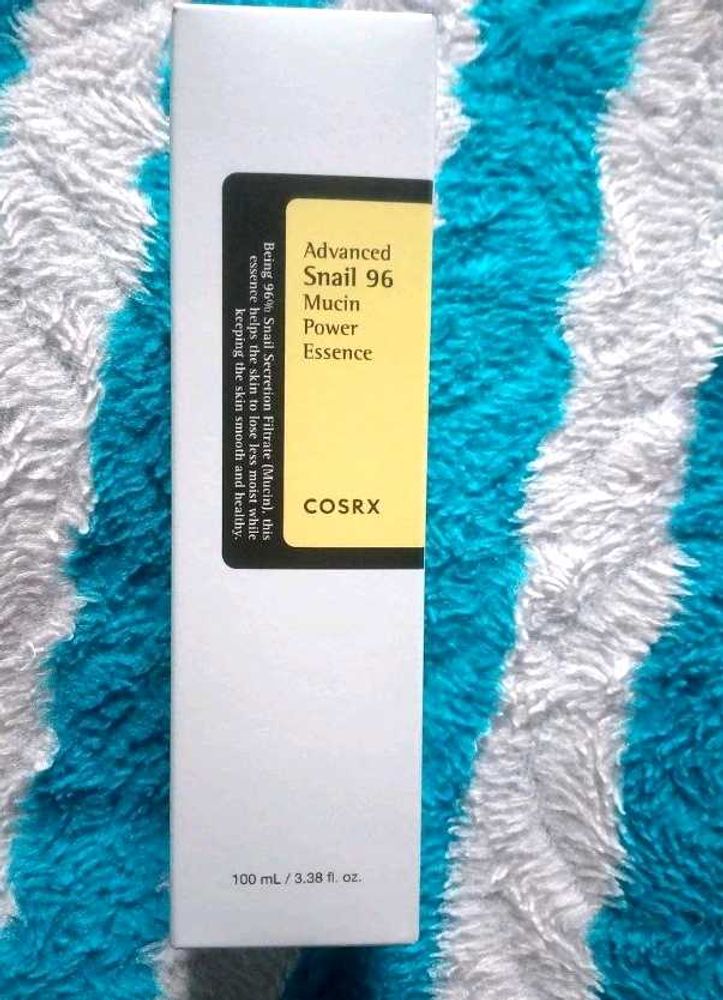 Advanced
Snail 96
Mucin
Power
Essence
COSRX
Being 96% Snail Secretion Filtrate (Mucin), this
essence helps the skin to lose less moist while
keeping the skin smooth and healthy.
100 mL / 3.38 fl. oz.